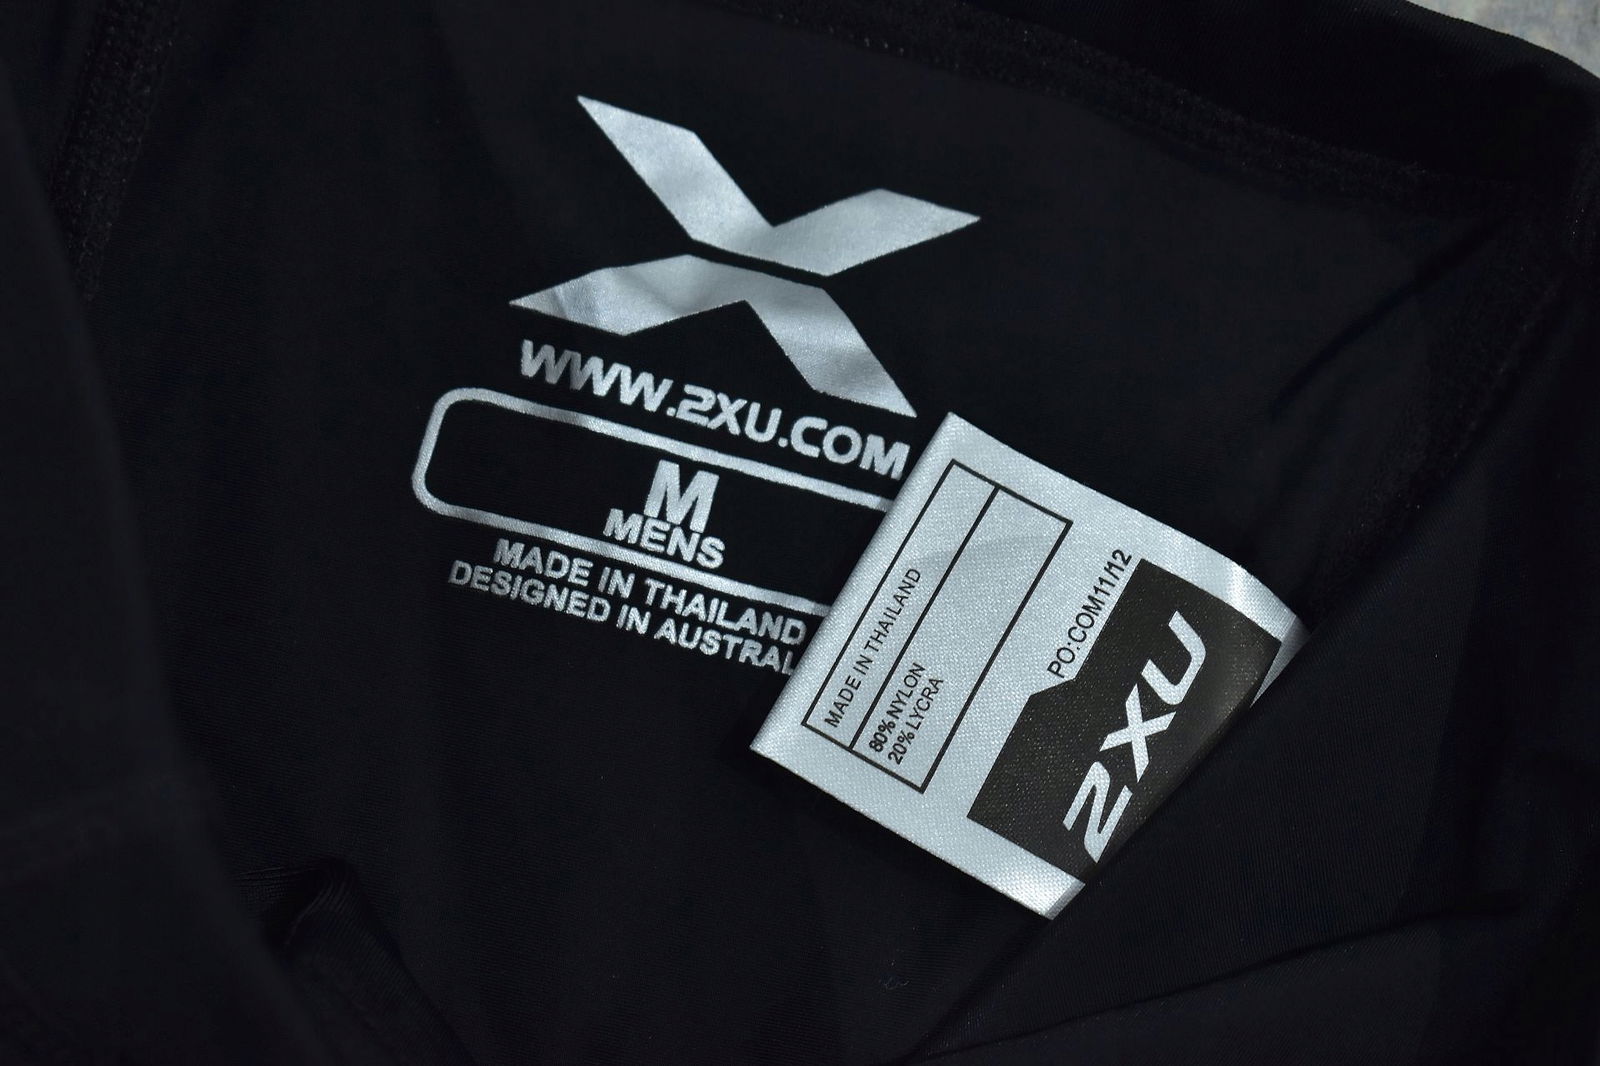 WWW.2XU.COM
M
MENS
MADE IN THAILAND
DESIGNED IN AUSTRAL
MADE IN THAILAND
80% NYLON
20% LYCRA
PO:COM11/12
2XU